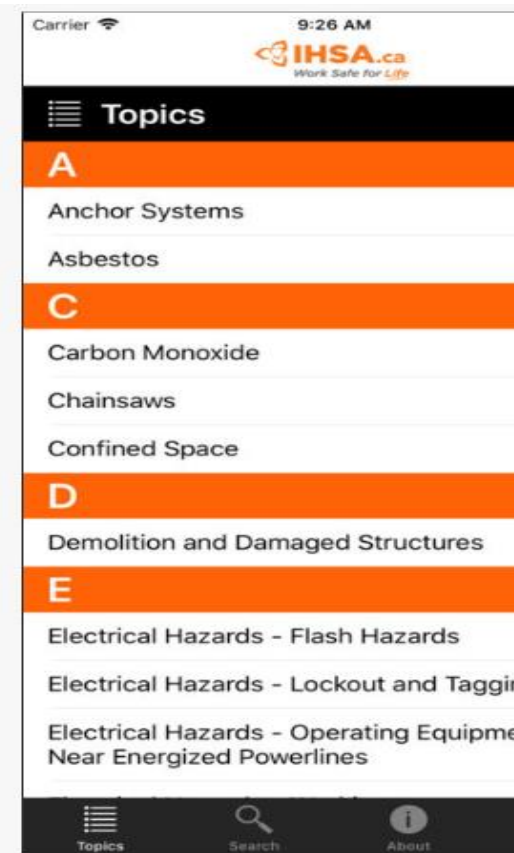 Carrier 9:26 AM
IHSA.ca
Work Safe for Life
Topics
A
Anchor Systems
Asbestos
C
Carbon Monoxide
Chainsaws
Confined Space
D
Demolition and Damaged Structures
E
Electrical Hazards - Flash Hazards
Electrical Hazards - Lockout and Taggin
Electrical Hazards - Operating Equipme
Near Energized Powerlines
Topics Search About